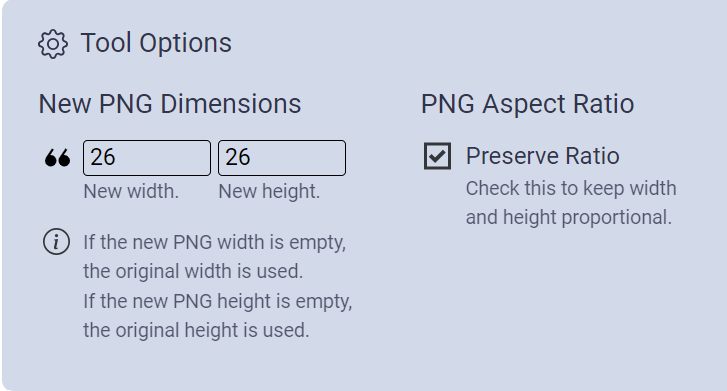 Tool Options
New PNG Dimensions
26 26
New width. New height.
If the new PNG width is empty,
the original width is used.
If the new PNG height is empty,
the original height is used.
PNG Aspect Ratio
Preserve Ratio
Check this to keep width
and height proportional.